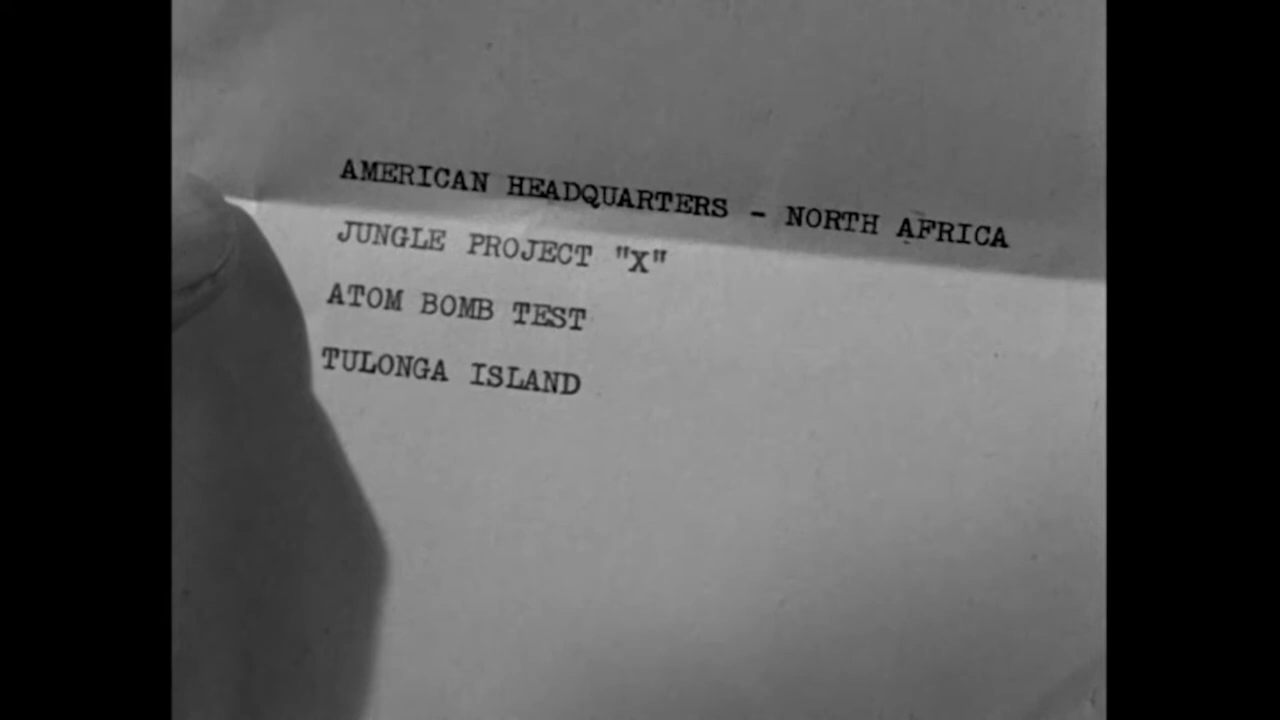 AMERICAN HEADQUARTERS - NORTH AFRICA
JUNGLE PROJECT "X"
ATOM BOMB TEST
TULONGA ISLAND